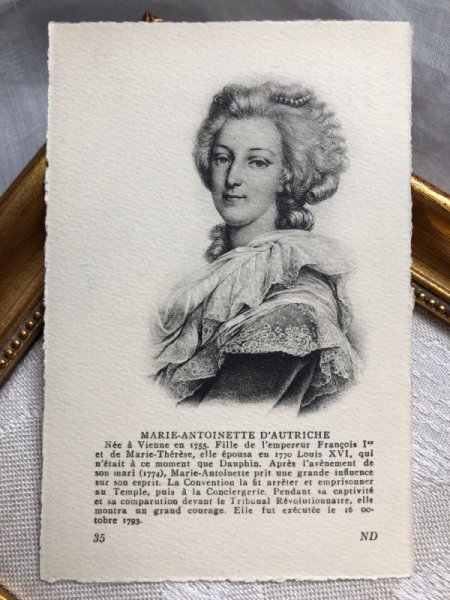 MARIE-ANTOINETTE D'AUTRICHE
Née à Vienne en 1755. Fille de l'empereur François Ier
et de Marie-Thérèse, elle épousa en 1770 Louis XVI, qui
n'était à ce moment que Dauphin. Après l'avènement de
son mari (1774), Marie-Antoinette prit une grande influence
sur son esprit. La Convention la fit arrêter et emprisonner
au Temple, puis à la Conciergerie. Pendant sa captivité
et sa comparution devant le Tribunal Révolutionnaire, elle
montra un grand courage. Elle fut exécutée le 16 oc-
tobre 1793.
35 ND